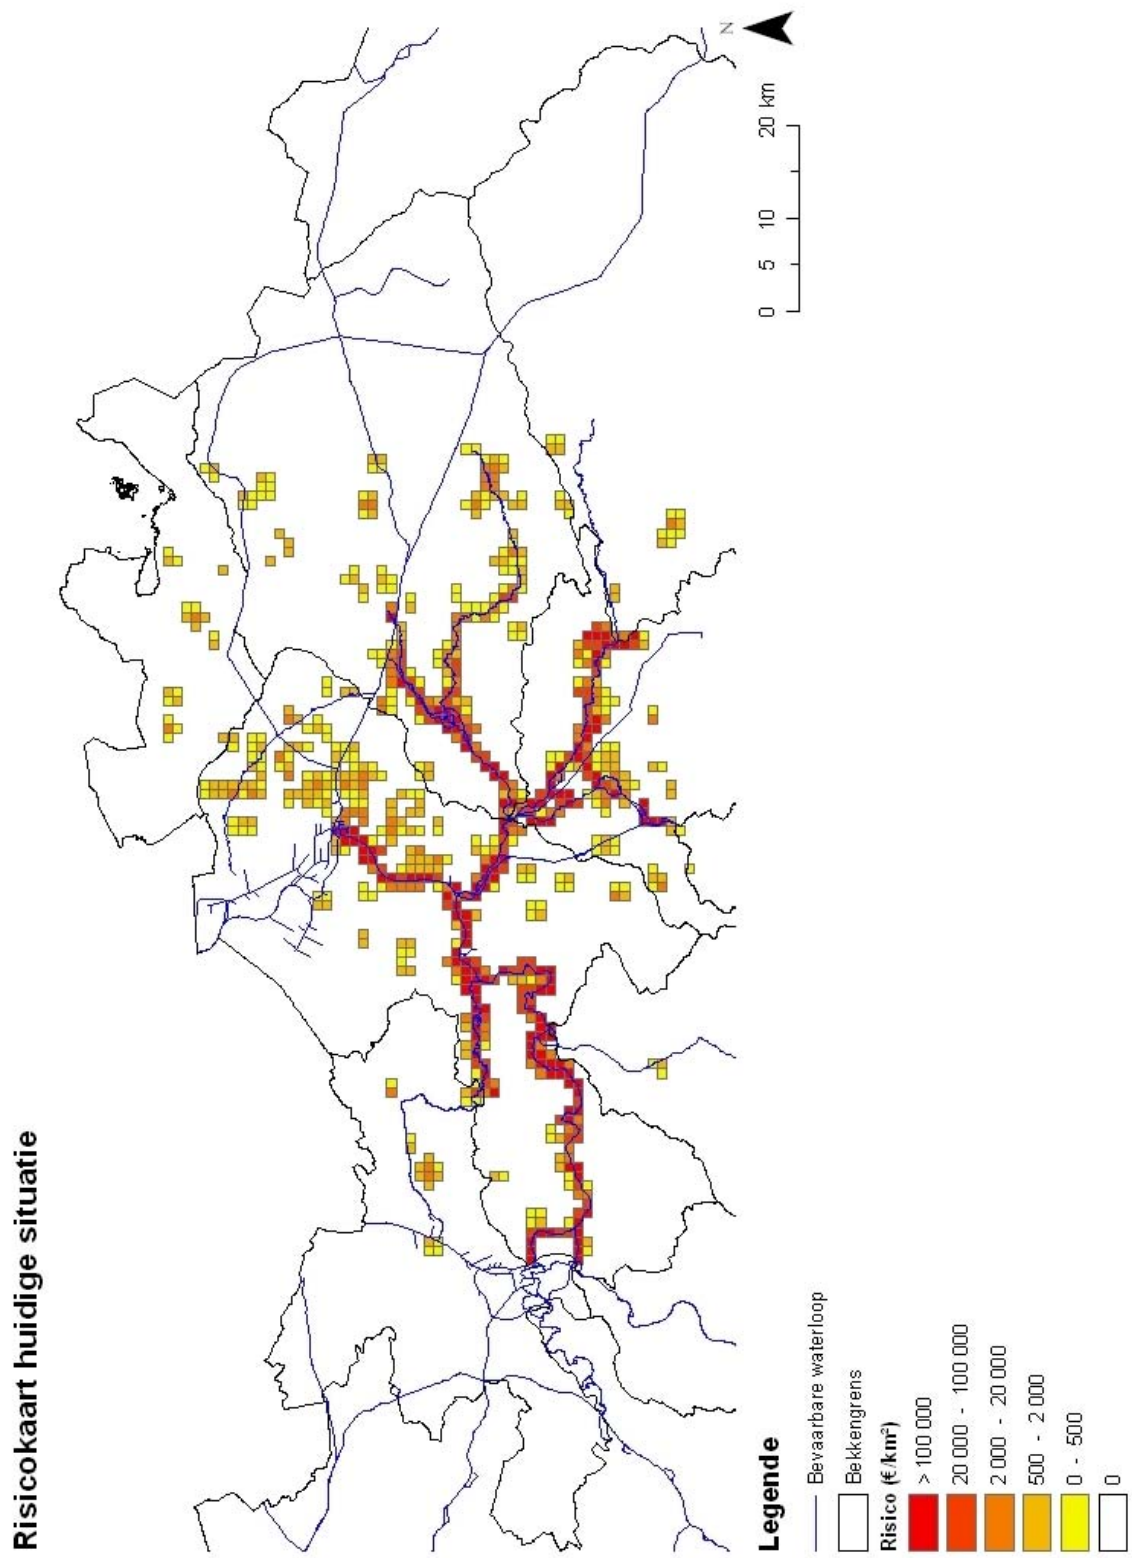 Risicokaart huidige situatie
N
0 5 10 20 km
Legende
Bevaarbare waterloop
Bekkengrens
Risico (€/km²)
> 100 000
20 000 - 100 000
2 000 - 20 000
500 - 2 000
0 - 500
0